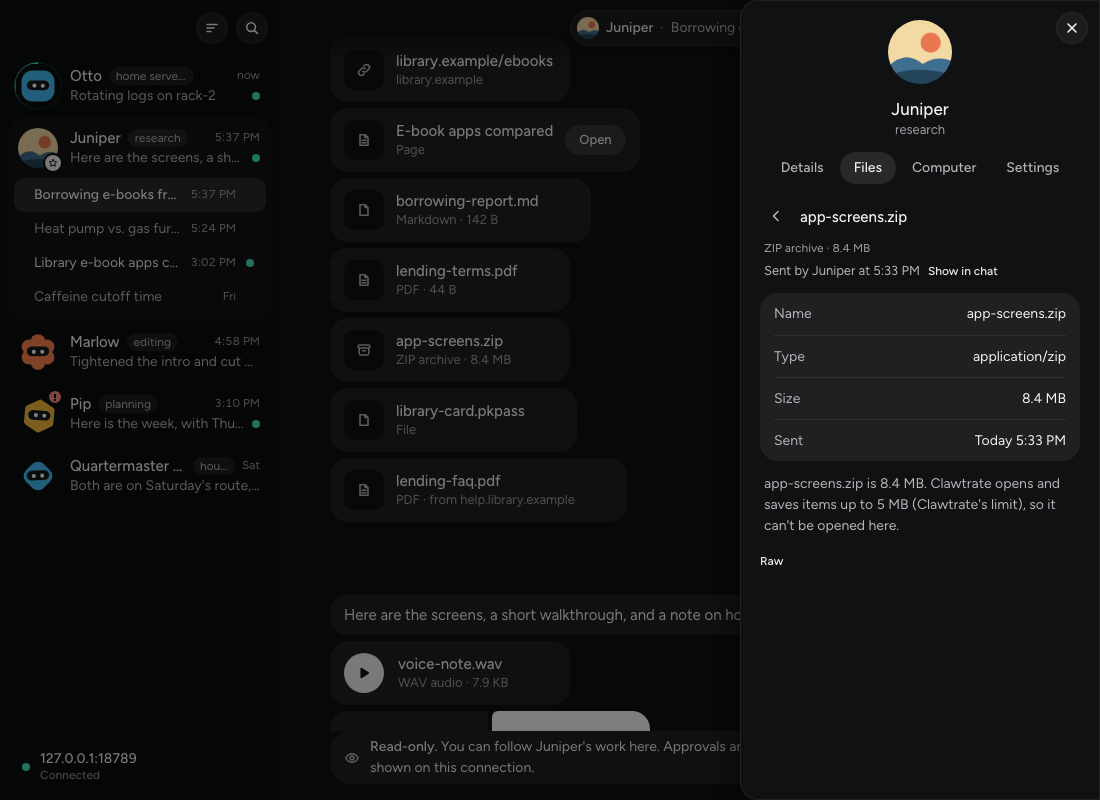 Otto home serve... now
Rotating logs on rack-2
Juniper research 5:37 PM
Here are the screens, a sh...
Borrowing e-books fr... 5:37 PM
Heat pump vs. gas fur... 5:24 PM
Library e-book apps c... 3:02 PM
Caffeine cutoff time Fri
Marlow editing 4:58 PM
Tightened the intro and cut ...
Pip planning 3:10 PM
Here is the week, with Thu...
Quartermaster ... hou... Sat
Both are on Saturday's route,...
127.0.0.1:18789
Connected
Juniper · Borrowing
library.example/ebooks
library.example
E-book apps compared
Page
Open
borrowing-report.md
Markdown · 142 B
lending-terms.pdf
PDF · 44 B
app-screens.zip
ZIP archive · 8.4 MB
library-card.pkpass
File
lending-faq.pdf
PDF · from help.library.example
Here are the screens, a short walkthrough, and a note on
voice-note.wav
WAV audio · 7.9 KB
Read-only. You can follow Juniper's work here. Approvals
shown on this connection.
Juniper
research
Details Files Computer Settings
app-screens.zip
ZIP archive · 8.4 MB
Sent by Juniper at 5:33 PM Show in chat
Name app-screens.zip
Type application/zip
Size 8.4 MB
Sent Today 5:33 PM
app-screens.zip is 8.4 MB. Clawtrate opens and
saves items up to 5 MB (Clawtrate's limit), so it
can't be opened here.
Raw